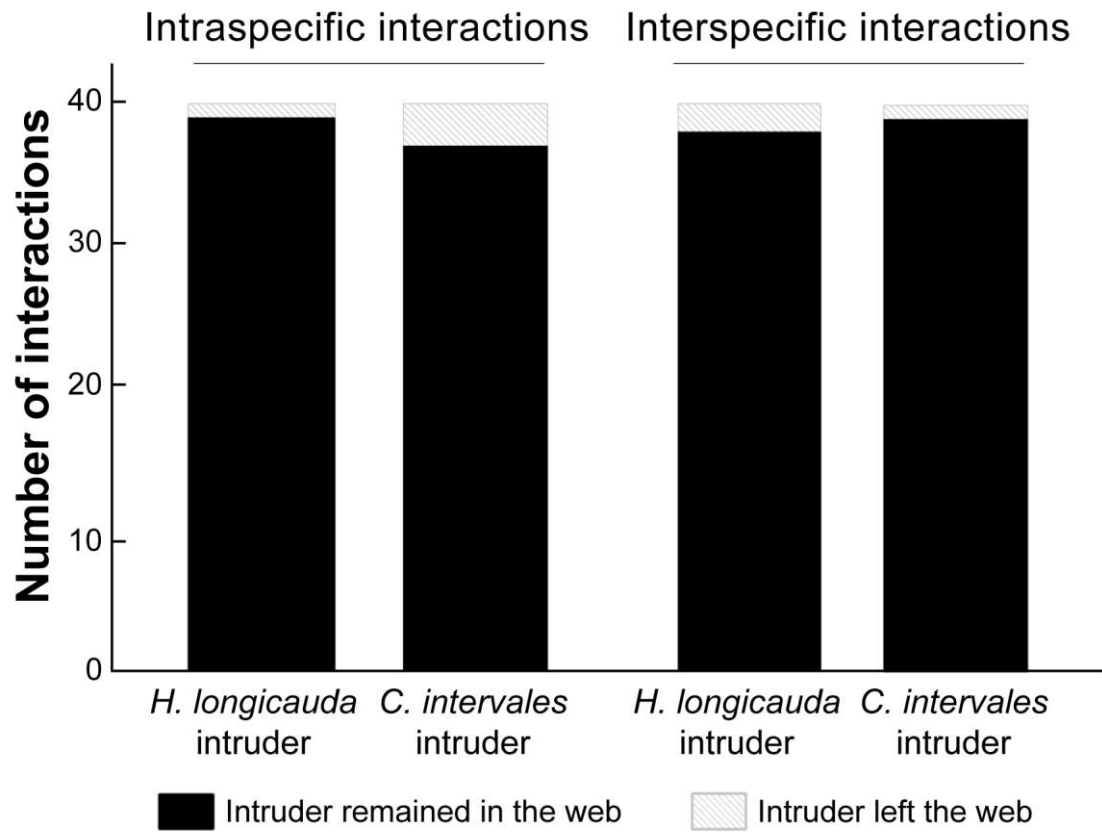 Intraspecific interactions
Interspecific interactions
Number of interactions
40
30
20
10
0
H. longicauda
intruder
C. intervales
intruder
H. longicauda
intruder
C. intervales
intruder
Intruder remained in the web
Intruder left the web